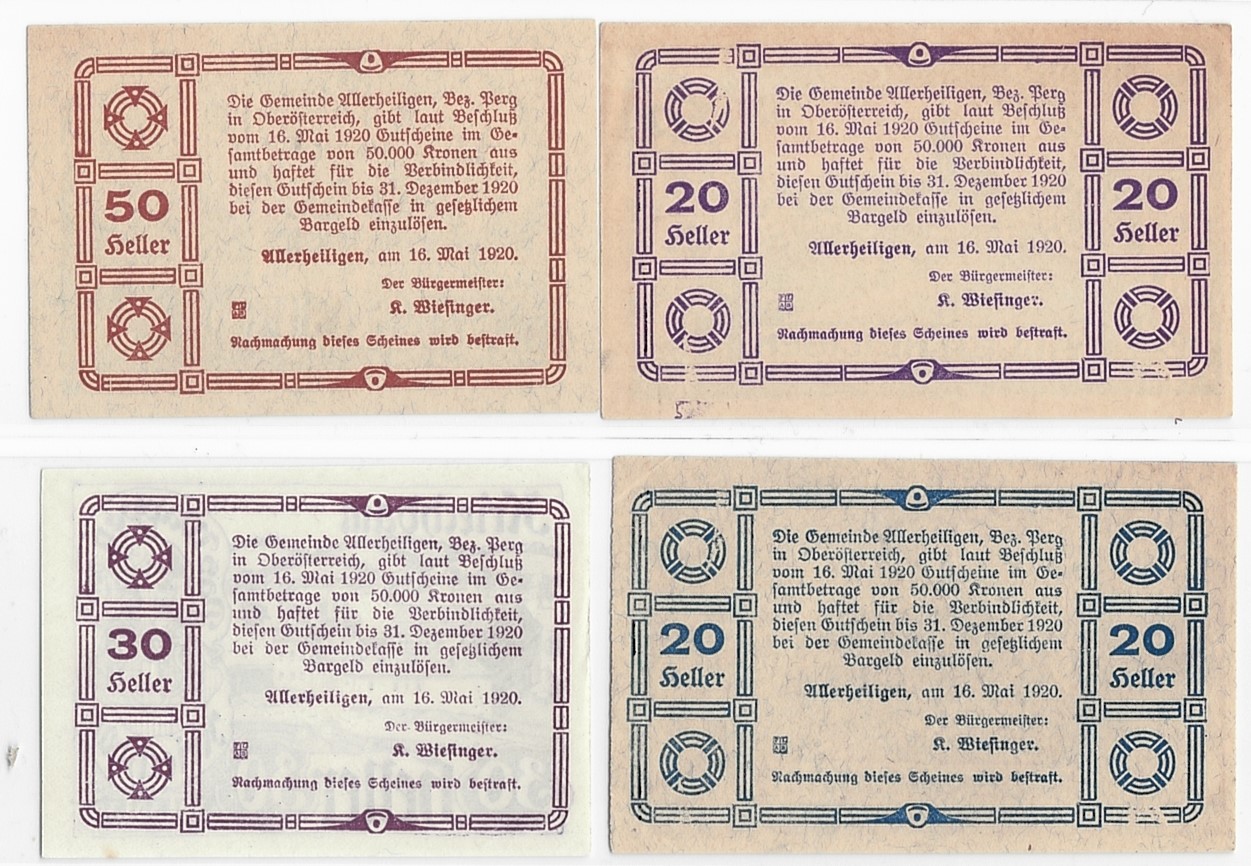 50
Heller
Die Gemeinde Allerheiligen, Bez. Perg
in Oberösterreich, gibt laut Beschluß
vom 16. Mai 1920 Gutscheine im Ge-
samtbetrage von 50.000 Kronen aus
und haftet für die Verbindlichkeit,
diesen Gutschein bis 31. Dezember 1920
bei der Gemeindekasse in gesetzlichem
Bargeld einzulösen.
Allerheiligen, am 16. Mai 1920.
Der Bürgermeister:
K. Wiesinger.
Nachmachung dieses Scheines wird bestraft.
20
Heller
Die Gemeinde Allerheiligen, Bez. Perg
in Oberösterreich, gibt laut Beschluß
vom 16. Mai 1920 Gutscheine im Ge-
samtbetrage von 50.000 Kronen aus
und haftet für die Verbindlichkeit,
diesen Gutschein bis 31. Dezember 1920
bei der Gemeindekasse in gesetzlichem
Bargeld einzulösen.
Allerheiligen, am 16. Mai 1920.
Der Bürgermeister:
K. Wiesinger.
Nachmachung dieses Scheines wird bestraft.
20
Heller
30
Heller
Die Gemeinde Allerheiligen, Bez. Perg
in Oberösterreich, gibt laut Beschluß
vom 16. Mai 1920 Gutscheine im Ge-
samtbetrage von 50.000 Kronen aus
und haftet für die Verbindlichkeit,
diesen Gutschein bis 31. Dezember 1920
bei der Gemeindekasse in gesetzlichem
Bargeld einzulösen.
Allerheiligen, am 16. Mai 1920.
Der Bürgermeister:
K. Wiesinger.
Nachmachung dieses Scheines wird bestraft.
20
Heller
Die Gemeinde Allerheiligen, Bez. Perg
in Oberösterreich, gibt laut Beschluß
vom 16. Mai 1920 Gutscheine im Ge-
samtbetrage von 50.000 Kronen aus
und haftet für die Verbindlichkeit,
diesen Gutschein bis 31. Dezember 1920
bei der Gemeindekasse in gesetzlichem
Bargeld einzulösen.
Allerheiligen, am 16. Mai 1920.
Der Bürgermeister:
K. Wiesinger.
Nachmachung dieses Scheines wird bestraft.
20
Heller